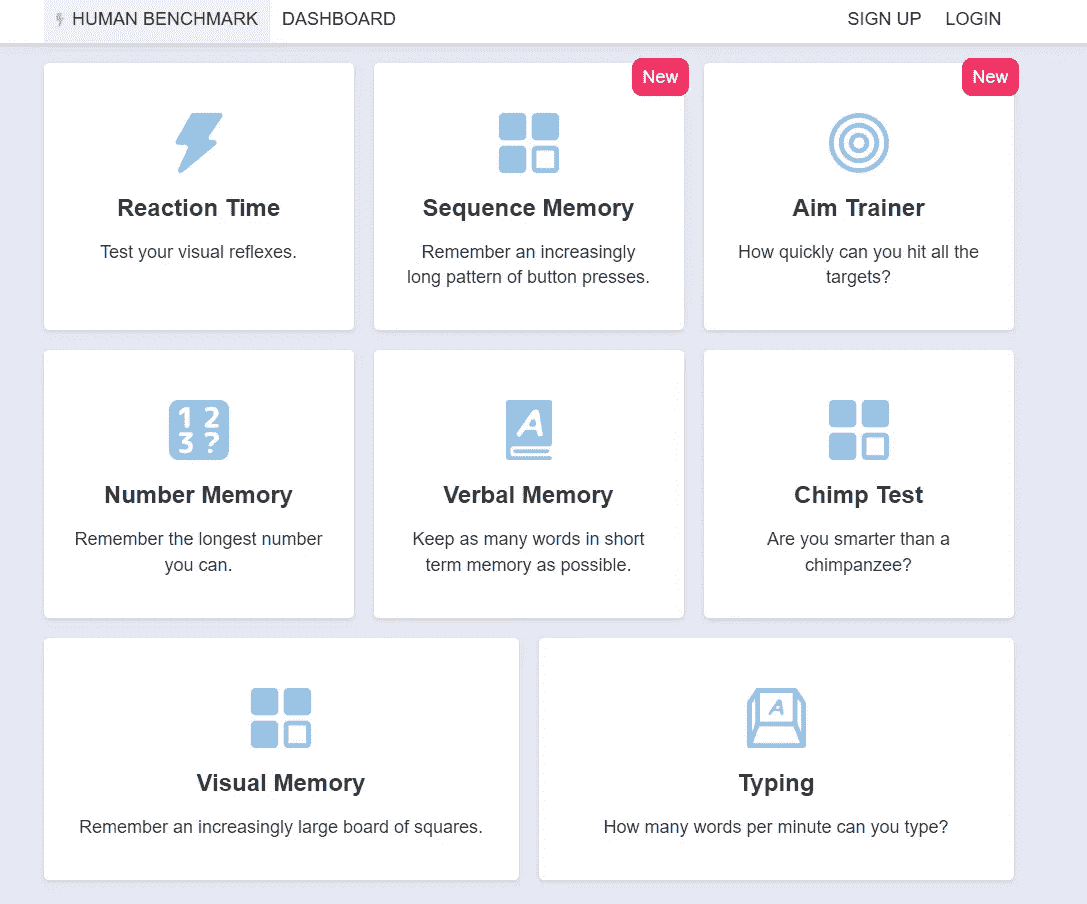 HUMAN BENCHMARK DASHBOARD SIGN UP LOGIN
New
New
Reaction Time
Test your visual reflexes.
Sequence Memory
Remember an increasingly
long pattern of button presses.
Aim Trainer
How quickly can you hit all the
targets?
1 2
3 ?
Number Memory
Remember the longest number
you can.
A
Verbal Memory
Keep as many words in short
term memory as possible.
Chimp Test
Are you smarter than a
chimpanzee?
Visual Memory
Remember an increasingly large board of squares.
A
Typing
How many words per minute can you type?